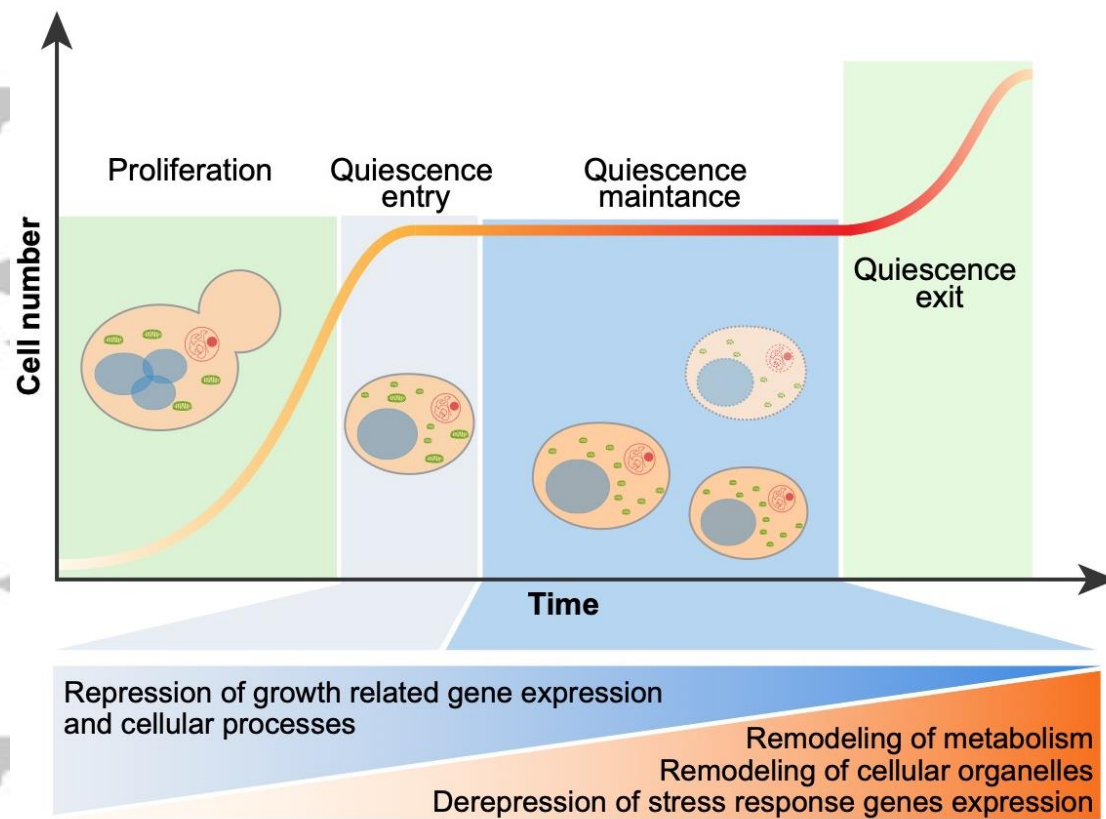 Proliferation
Quiescence
entry
Quiescence
maintance
Quiescence
exit
Cell number
Time
Repression of growth related gene expression
and cellular processes
Remodeling of metabolism
Remodeling of cellular organelles
Derepression of stress response genes expression